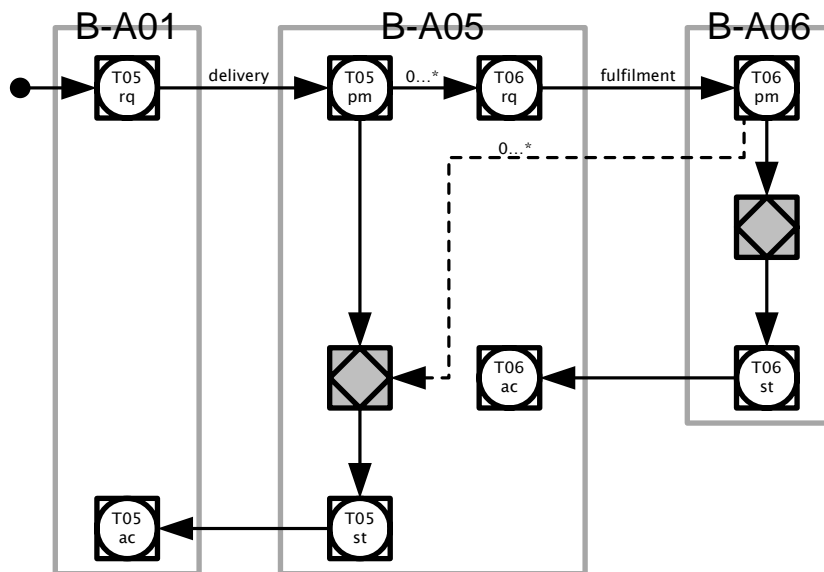 B-A01
B-A05
B-A06
T05
rq
delivery
T05
pm
0...*
T06
rq
fulfilment
T06
pm
0...*
T06
ac
T06
st
T05
ac
T05
st